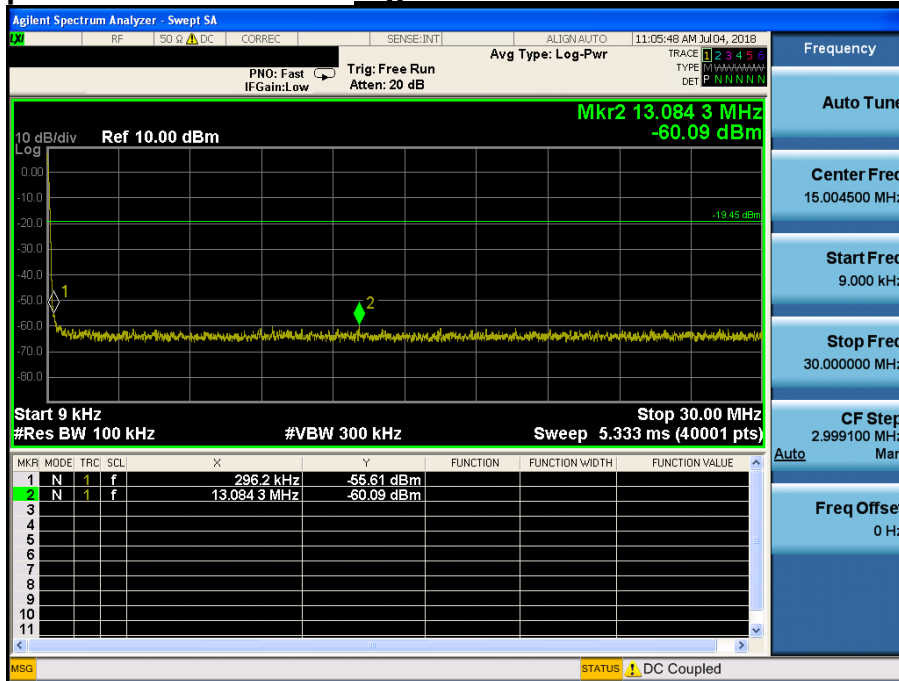 Agilent Spectrum Analyzer - Swept SA
LXI RF 50 Ω DC CORREC SENSE:INT ALIGN AUTO 11:05:48 AM Jul 04, 2018
PNO: Fast
IFGain:Low
Trig: Free Run
Atten: 20 dB
Avg Type: Log-Pwr
TRACE 1 2 3 4 5 6
TYPE M
DET P N N N N N
Mkr2 13.084 3 MHz
-60.09 dBm
10 dB/div Ref 10.00 dBm
Log
0.00
-10.0
-20.0
-30.0
-40.0
-50.0
-60.0
-70.0
-80.0
-19.45 dBm
1
2
Start 9 kHz Stop 30.00 MHz
#Res BW 100 kHz #VBW 300 kHz Sweep 5.333 ms (40001 pts)
MKR MODE TRC SCL X Y FUNCTION FUNCTION WIDTH FUNCTION VALUE
1 N 1 f 296.2 kHz -55.61 dBm
2 N 1 f 13.084 3 MHz -60.09 dBm
3
4
5
6
7
8
9
10
11
MSG STATUS DC Coupled
Frequency
Auto Tune
Center Freq
15.004500 MHz
Start Freq
9.000 kHz
Stop Freq
30.000000 MHz
CF Step
2.999100 MHz
Auto Man
Freq Offset
0 Hz